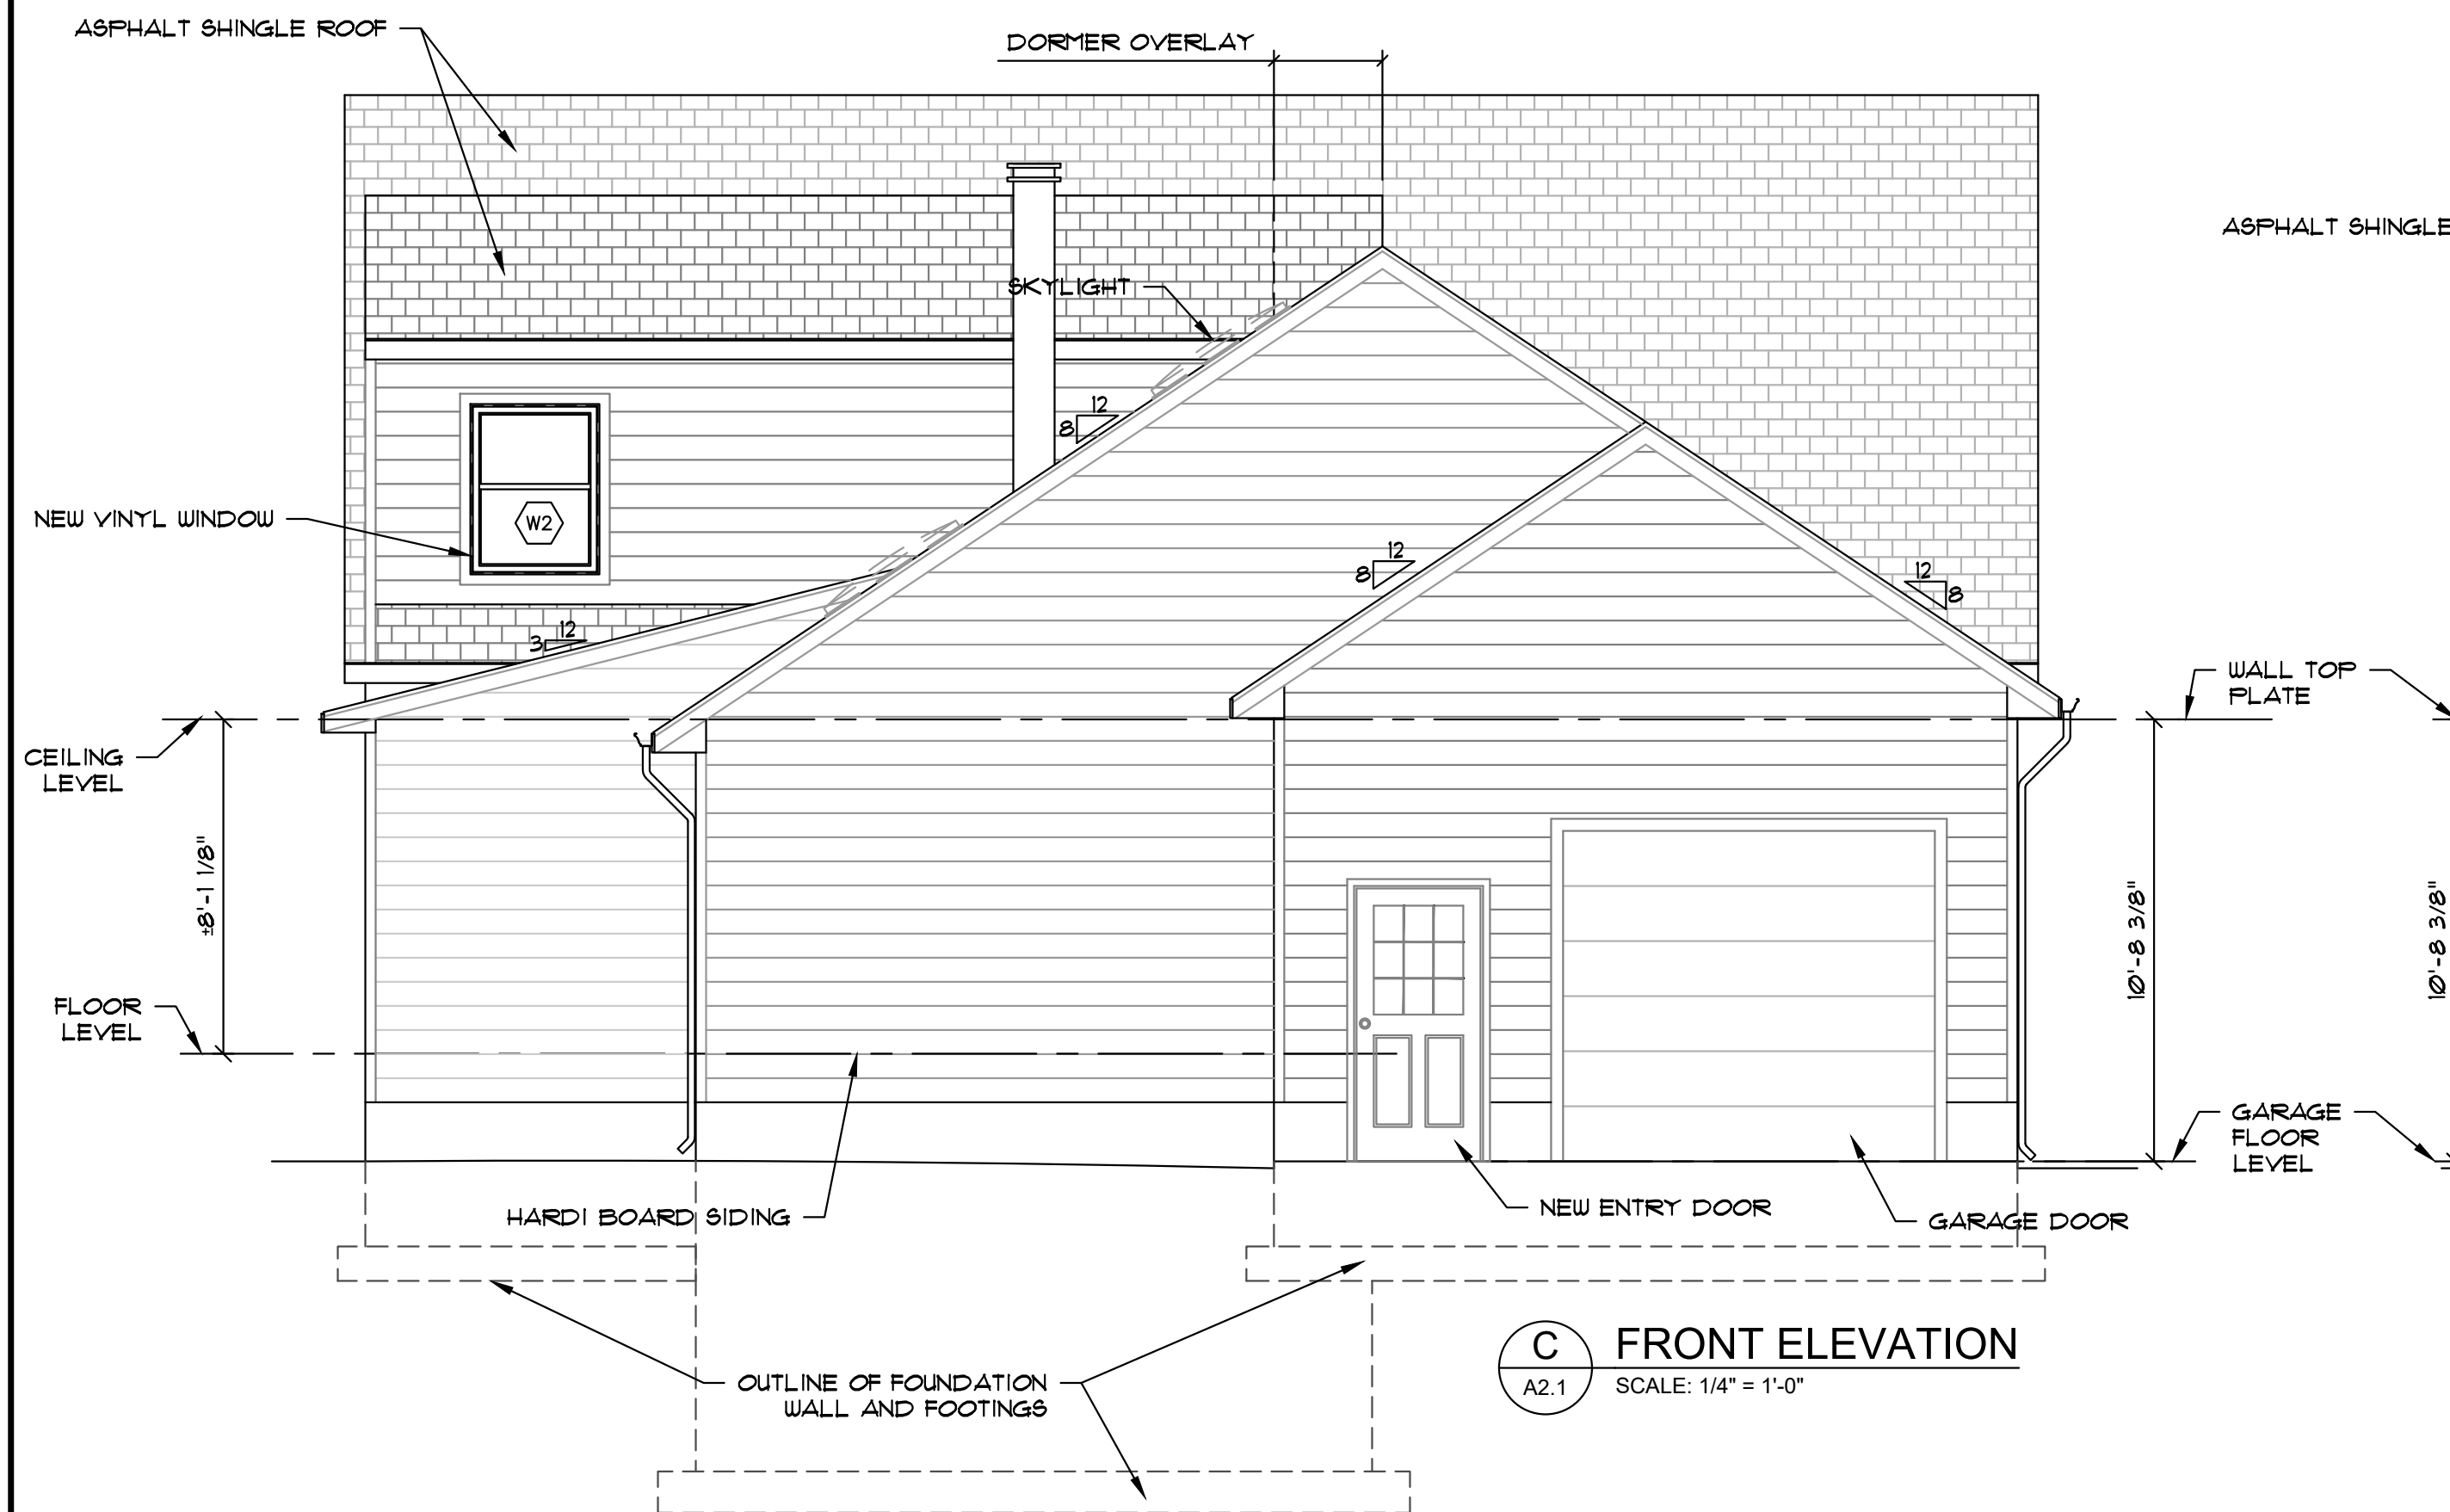 ASPHALT SHINGLE ROOF
DORMER OVERLAY
ASPHALT SHINGLE
SKYLIGHT
12
8
NEW VINYL WINDOW
W2
12
8
12
8
12
3
WALL TOP
PLATE
CEILING
LEVEL
±8'-1 1/8"
10'-8 3/8"
10'-8 3/8"
FLOOR
LEVEL
GARAGE
FLOOR
LEVEL
HARDI BOARD SIDING
NEW ENTRY DOOR
GARAGE DOOR
OUTLINE OF FOUNDATION
WALL AND FOOTINGS
C
A2.1
FRONT ELEVATION
SCALE: 1/4" = 1'-0"